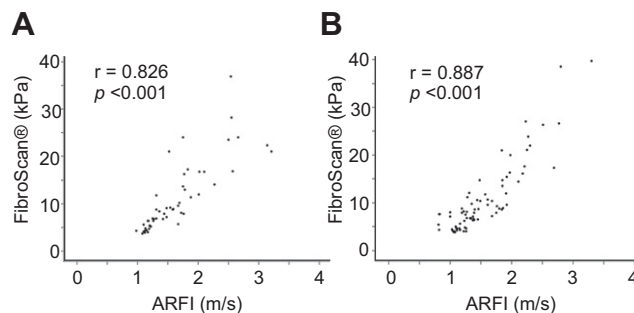 A
FibroScan® (kPa)
40
30
20
10
0
r = 0.826
p <0.001
0 1 2 3 4
ARFI (m/s)
B
FibroScan® (kPa)
40
30
20
10
0
r = 0.887
p <0.001
0 1 2 3 4
ARFI (m/s)